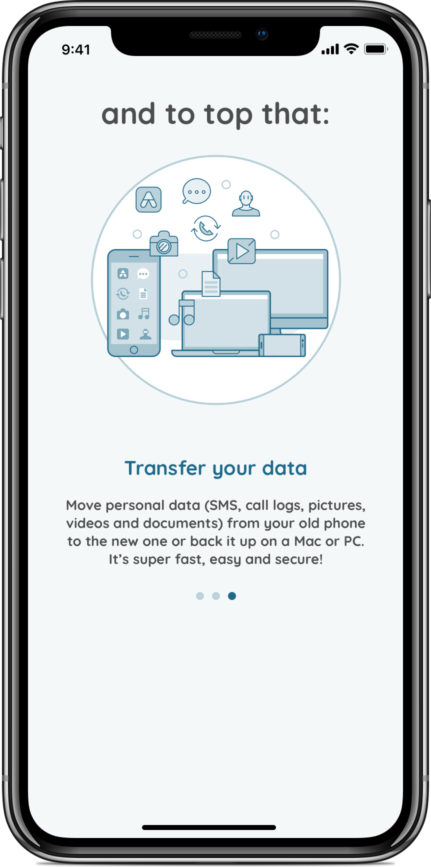 9:41
and to top that:
Transfer your data
Move personal data (SMS, call logs, pictures,
videos and documents) from your old phone
to the new one or back it up on a Mac or PC.
It's super fast, easy and secure!